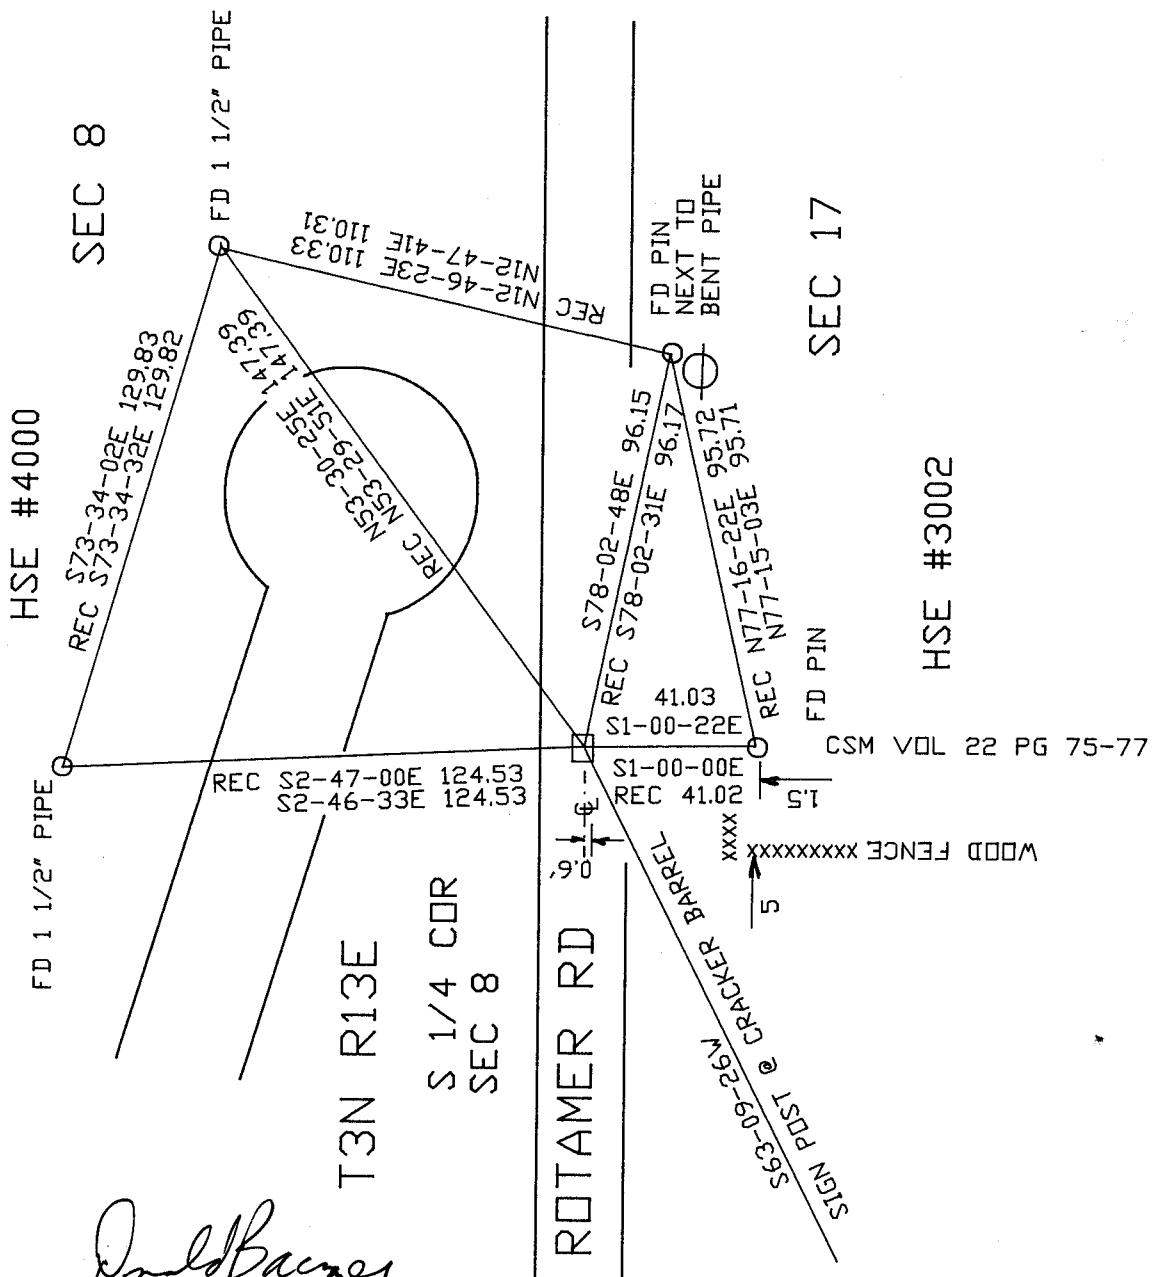 HSE #4000
SEC 8
FD 1 1/2" PIPE
REC S73-34-02E 129.83
S73-34-32E 129.82
N12-47-41E 110.31
N12-46-23E 110.33
REC
N53-30-25E 147.39
REC N53-29-51E 147.39
FD PIN
NEXT TO
BENT PIPE
SEC 17
S78-02-48E 96.15
REC S78-02-31E 96.17
REC N77-16-22E 95.72
N77-15-03E 95.71
FD PIN
HSE #3002
41.03
S1-00-22E
S1-00-00E
REC 41.02
CSM VOL 22 PG 75-77
1.5
REC S2-47-00E 124.53
S2-46-33E 124.53
FD 1 1/2" PIPE
0.6'
XXXX
XXXXXXXXX WOOD FENCE
5
T3N R13E
S 1/4 COR
SEC 8
ROTAMER RD
S63-09-26W
SIGN POST @ CRACKER BARREL
Donald Barnes